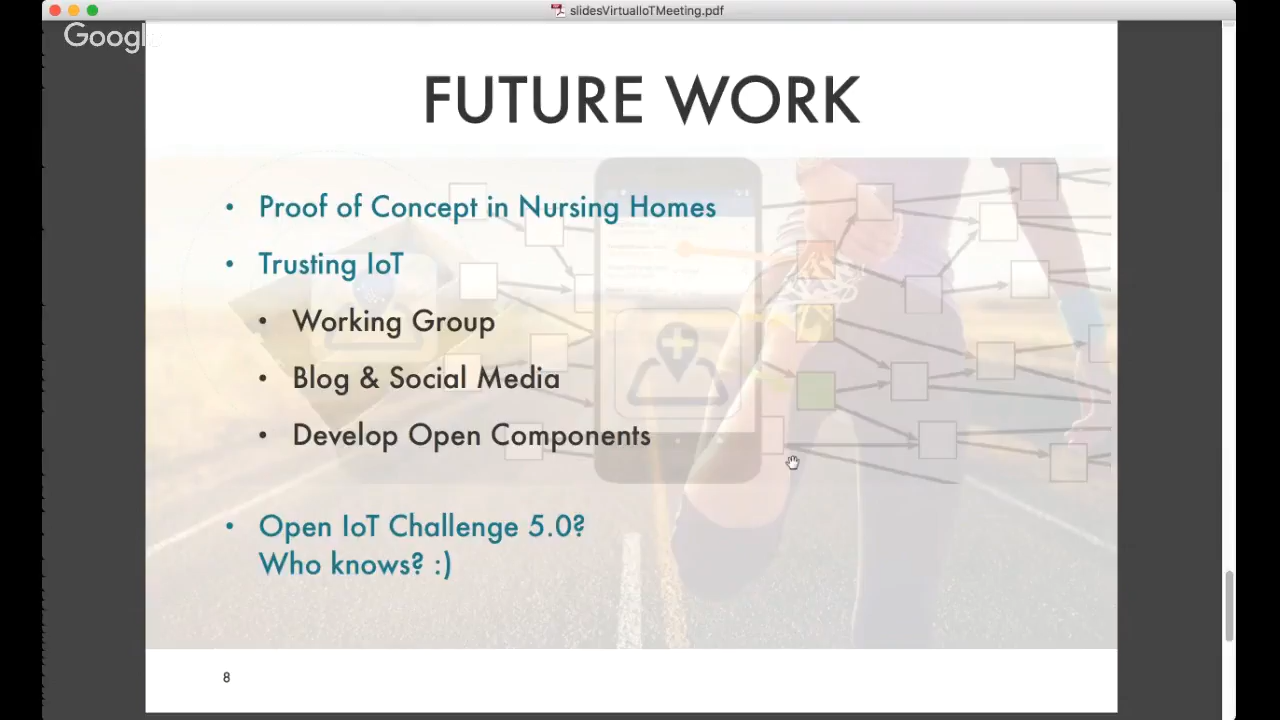 slidesVirtualIoTMeeting.pdf
Google
FUTURE WORK
• Proof of Concept in Nursing Homes
• Trusting IoT
• Working Group
• Blog & Social Media
• Develop Open Components
• Open IoT Challenge 5.0?
Who knows? :)
8